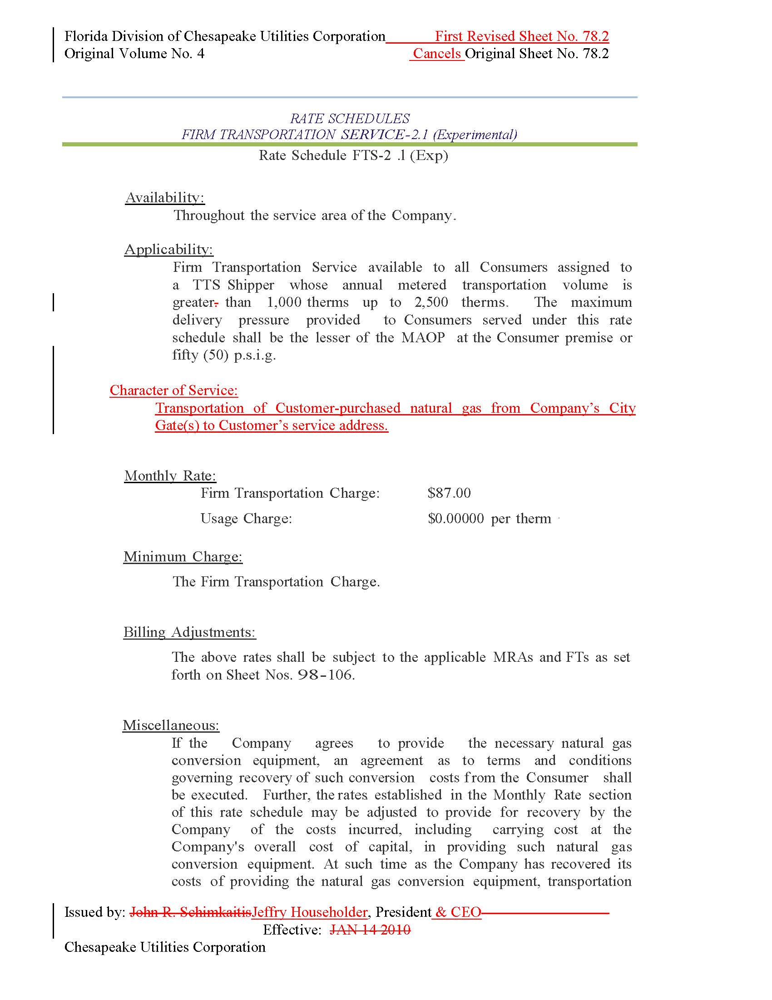 Florida Division of Chesapeake Utilities Corporation First Revised Sheet No. 78.2
Original Volume No. 4 Cancels Original Sheet No. 78.2
RATE SCHEDULES
FIRM TRANSPORTATION SERVICE-2.1 (Experimental)
Rate Schedule FTS-2 .l (Exp)
Availability:
Throughout the service area of the Company.
Applicability:
Firm Transportation Service available to all Consumers assigned to
a TTS Shipper whose annual metered transportation volume is
greater. than 1,000 therms up to 2,500 therms. The maximum
delivery pressure provided to Consumers served under this rate
schedule shall be the lesser of the MAOP at the Consumer premise or
fifty (50) p.s.i.g.
Character of Service:
Transportation of Customer-purchased natural gas from Company’s City
Gate(s) to Customer’s service address.
Monthly Rate:
Firm Transportation Charge: $87.00
Usage Charge: $0.00000 per therm
Minimum Charge:
The Firm Transportation Charge.
Billing Adjustments:
The above rates shall be subject to the applicable MRAs and FTs as set
forth on Sheet Nos. 98-106.
Miscellaneous:
If the Company agrees to provide the necessary natural gas
conversion equipment, an agreement as to terms and conditions
governing recovery of such conversion costs from the Consumer shall
be executed. Further, the rates established in the Monthly Rate section
of this rate schedule may be adjusted to provide for recovery by the
Company of the costs incurred, including carrying cost at the
Company's overall cost of capital, in providing such natural gas
conversion equipment. At such time as the Company has recovered its
costs of providing the natural gas conversion equipment, transportation
Issued by: John R. SchimkaitisJeffry Householder, President & CEO
Effective: JAN 14 2010
Chesapeake Utilities Corporation